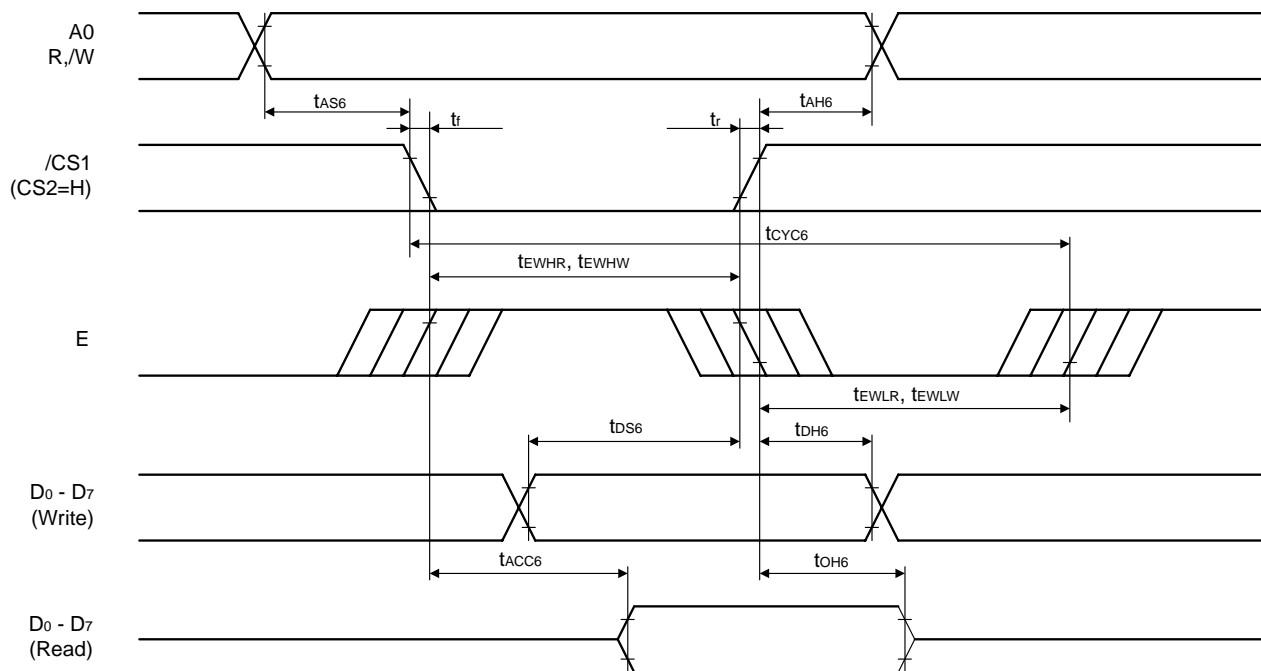 A0
R,/W
tAS6
tAH6
tf
tr
/CS1
(CS2=H)
tCYC6
tEWHR, tEWHW
E
tEWLR, tEWLW
tDS6
tDH6
D0 - D7
(Write)
tACC6
tOH6
D0 - D7
(Read)